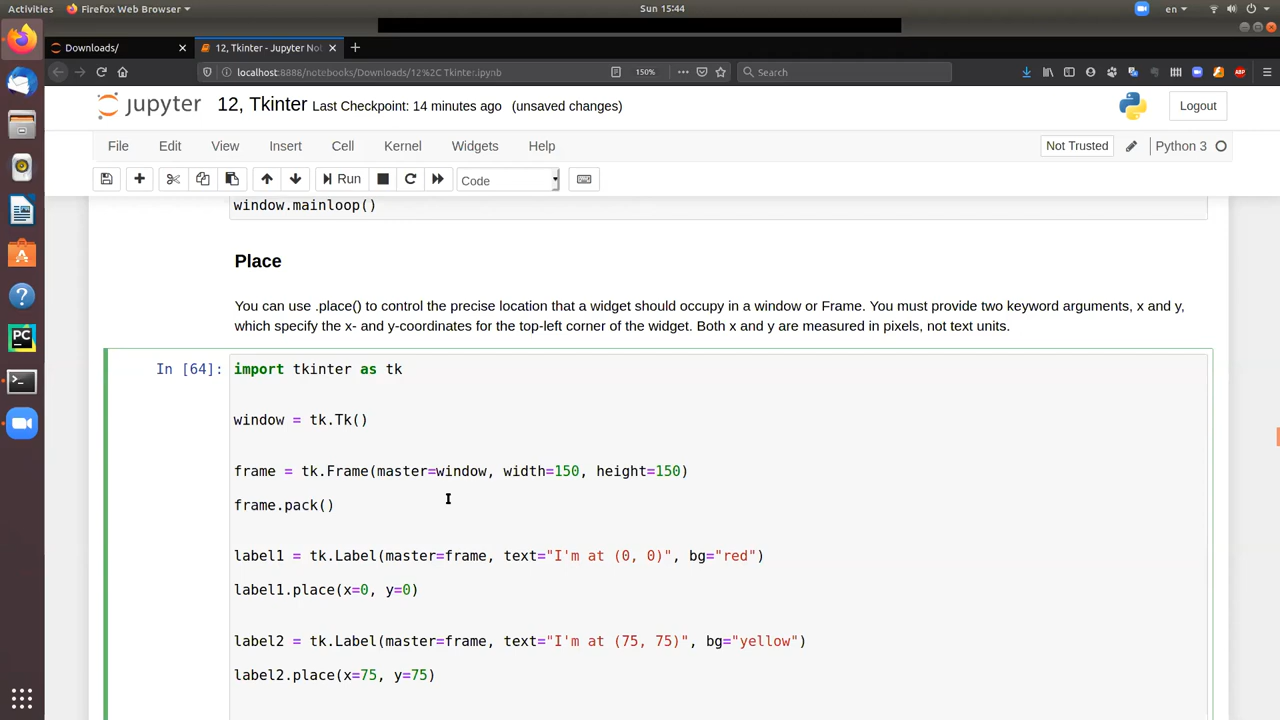 Activities Firefox Web Browser Sun 15:44 en
Downloads/ 12, Tkinter - Jupyter No
localhost:8888/notebooks/Downloads/12%2C Tkinter.ipynb 150% Search
jupyter 12, Tkinter Last Checkpoint: 14 minutes ago (unsaved changes) Logout
File Edit View Insert Cell Kernel Widgets Help Not Trusted Python 3
Run Code
window.mainloop()
Place
You can use .place() to control the precise location that a widget should occupy in a window or Frame. You must provide two keyword arguments, x and y,
which specify the x- and y-coordinates for the top-left corner of the widget. Both x and y are measured in pixels, not text units.
In [64]: import tkinter as tk
window = tk.Tk()
frame = tk.Frame(master=window, width=150, height=150)
frame.pack()
label1 = tk.Label(master=frame, text="I'm at (0, 0)", bg="red")
label1.place(x=0, y=0)
label2 = tk.Label(master=frame, text="I'm at (75, 75)", bg="yellow")
label2.place(x=75, y=75)
PC
ABP